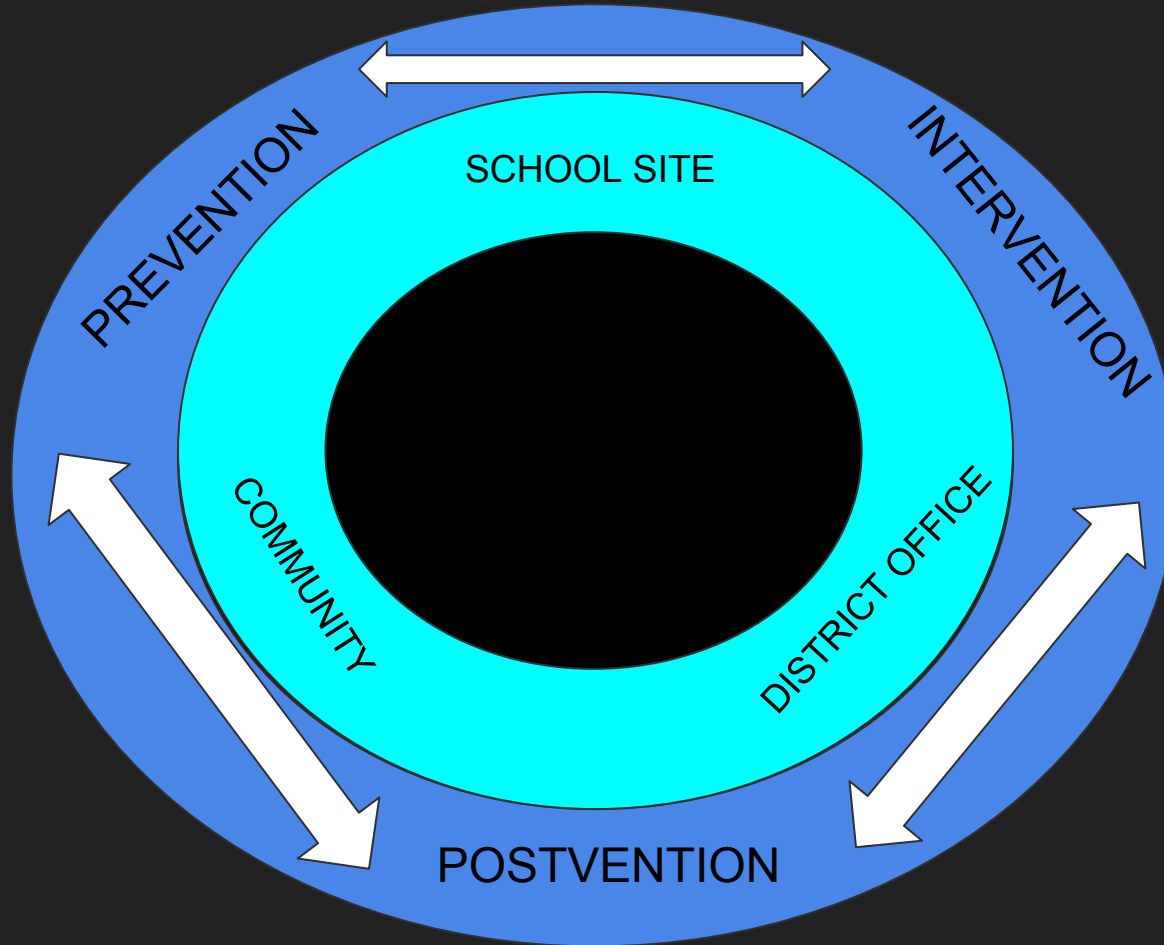 PREVENTION
INTERVENTION
SCHOOL SITE
COMMUNITY
DISTRICT OFFICE
POSTVENTION